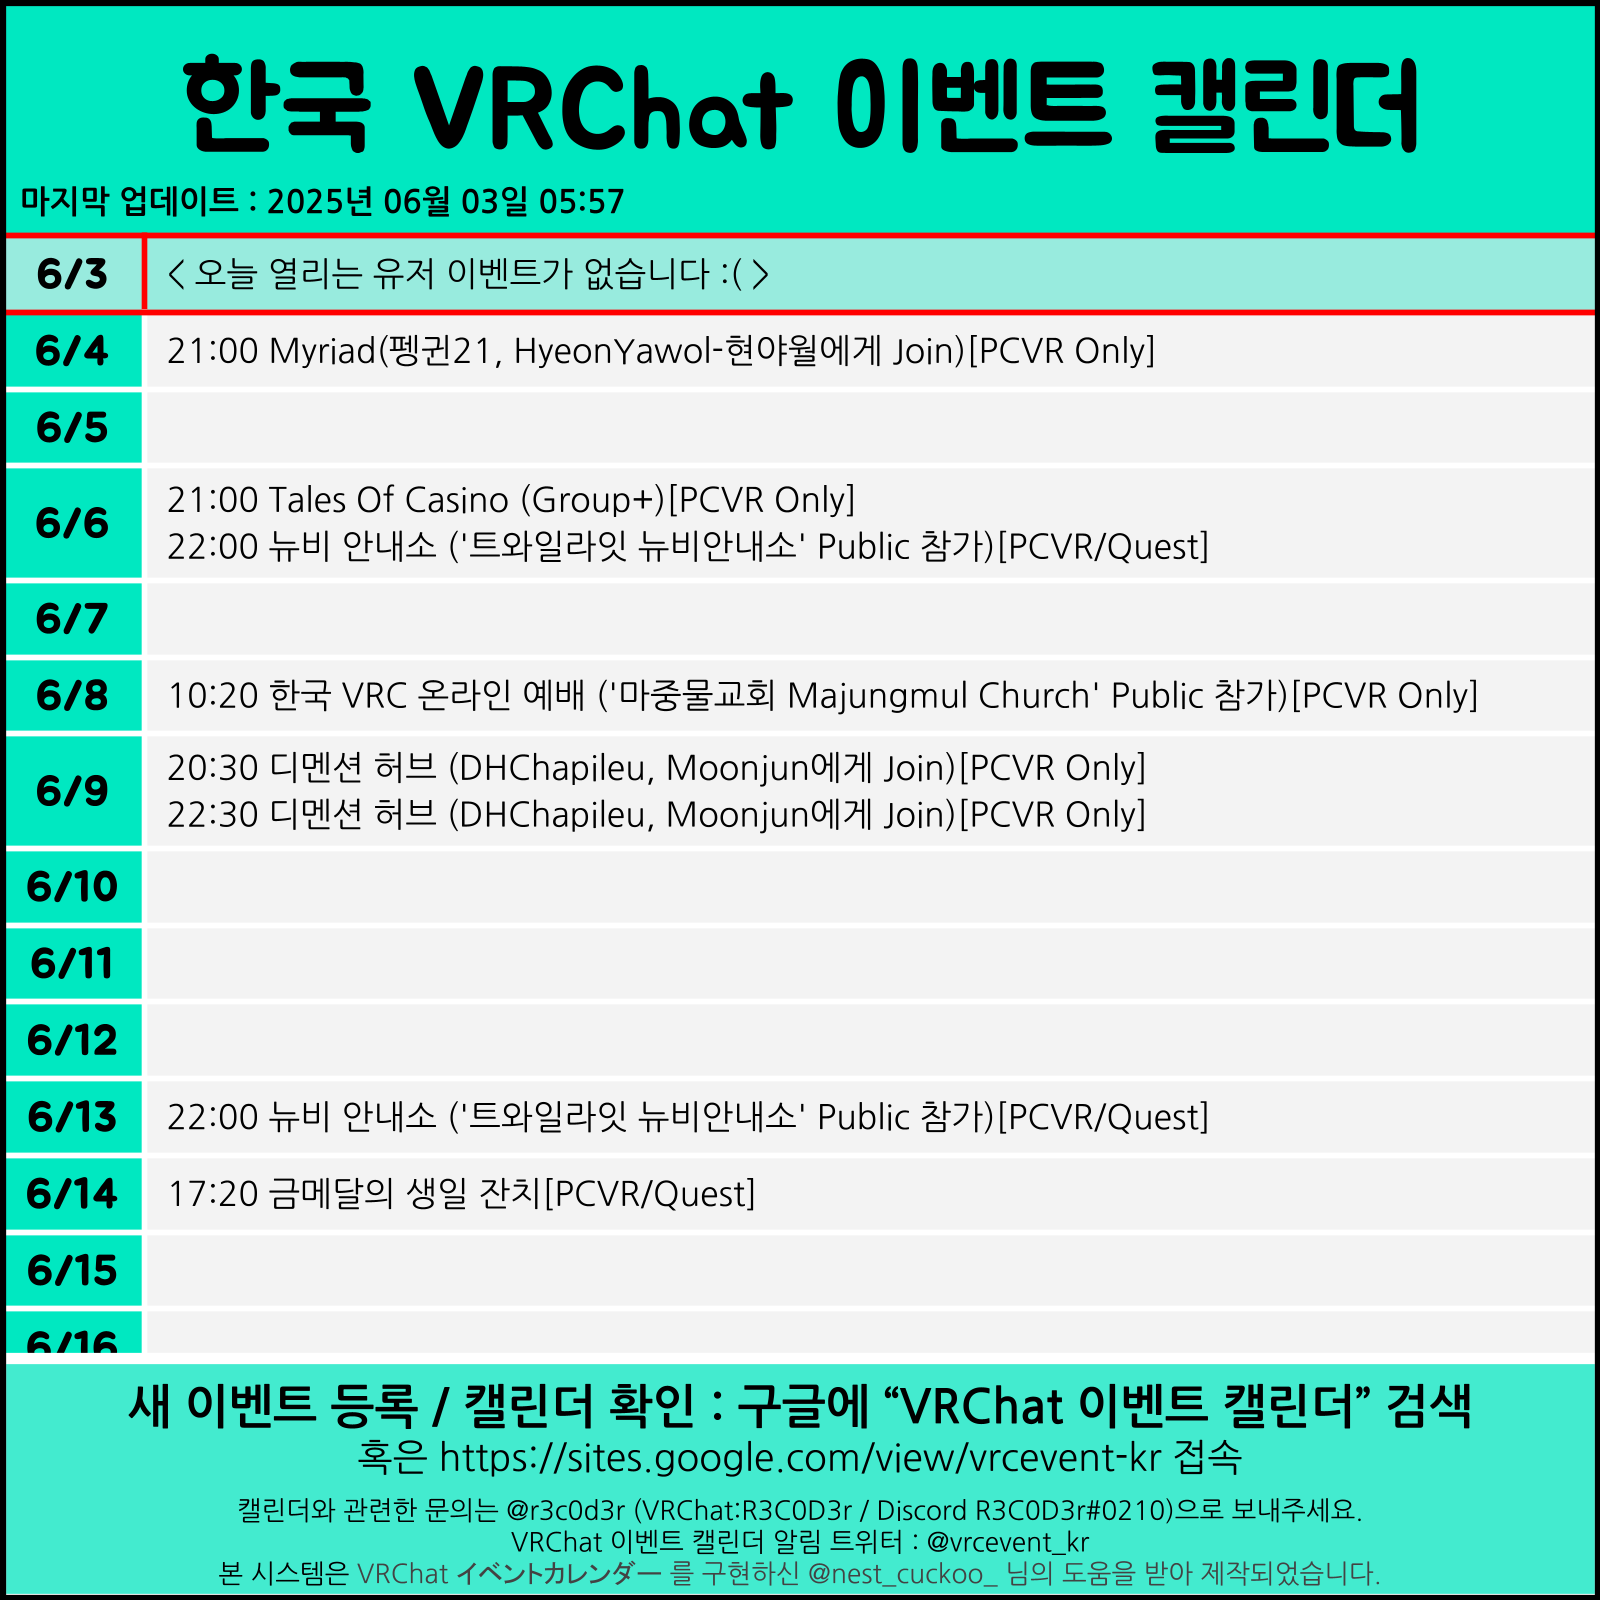 한국 VRChat 이벤트 캘린더
마지막 업데이트 : 2025년 06월 03일 05:57
6/3 < 오늘 열리는 유저 이벤트가 없습니다 :( >
6/4 21:00 Myriad(펭귄21, HyeonYawol-현야월에게 Join)[PCVR Only]
6/5
6/6 21:00 Tales Of Casino (Group+)[PCVR Only]
22:00 뉴비 안내소 ('트와일라잇 뉴비안내소' Public 참가)[PCVR/Quest]
6/7
6/8 10:20 한국 VRC 온라인 예배 ('마중물교회 Majungmul Church' Public 참가)[PCVR Only]
6/9 20:30 디멘션 허브 (DHChapileu, Moonjun에게 Join)[PCVR Only]
22:30 디멘션 허브 (DHChapileu, Moonjun에게 Join)[PCVR Only]
6/10
6/11
6/12
6/13 22:00 뉴비 안내소 ('트와일라잇 뉴비안내소' Public 참가)[PCVR/Quest]
6/14 17:20 금메달의 생일 잔치[PCVR/Quest]
6/15
6/16
새 이벤트 등록 / 캘린더 확인 : 구글에 “VRChat 이벤트 캘린더” 검색
혹은 https://sites.google.com/view/vrcevent-kr 접속
캘린더와 관련한 문의는 @r3c0d3r (VRChat:R3C0D3r / Discord R3C0D3r#0210)으로 보내주세요.
VRChat 이벤트 캘린더 알림 트위터 : @vrcevent_kr
본 시스템은 VRChat イベントカレンダー 를 구현하신 @nest_cuckoo_ 님의 도움을 받아 제작되었습니다.